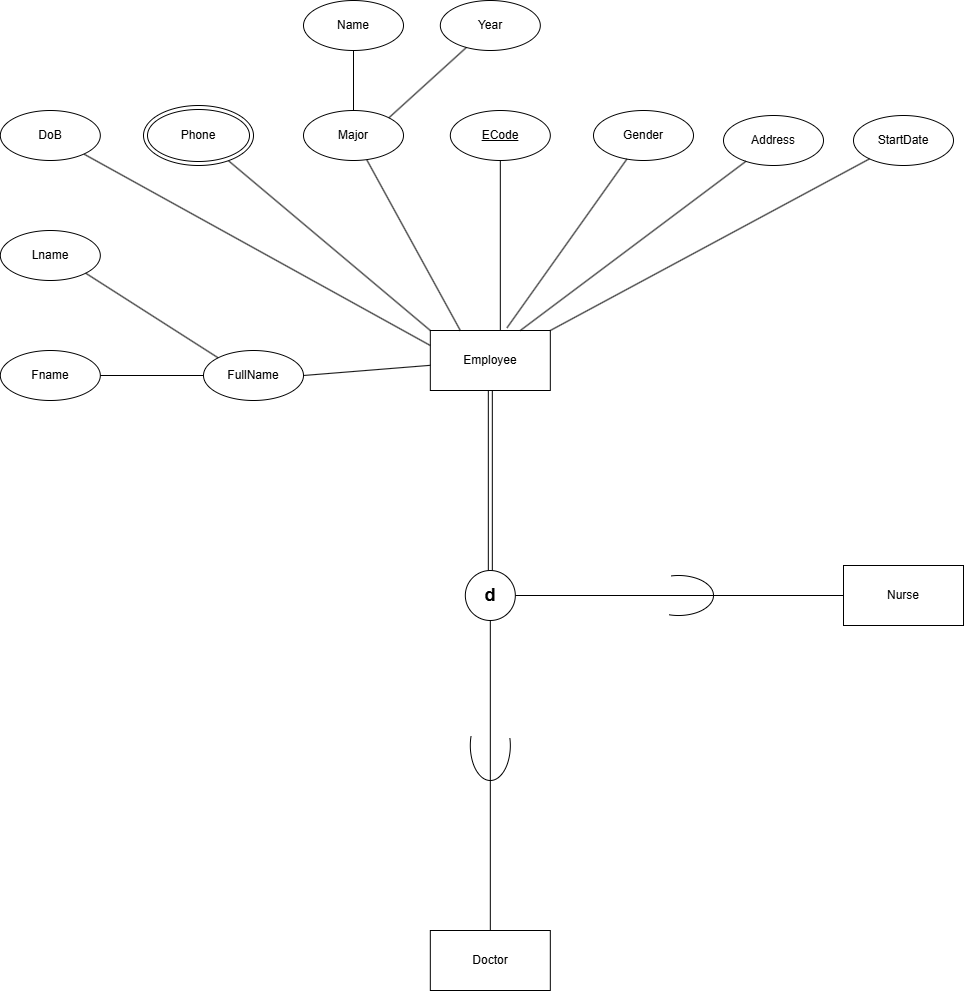 Name
Year
DoB
Phone
Major
ECode
Gender
Address
StartDate
Lname
Fname
FullName
Employee
d
Nurse
Doctor